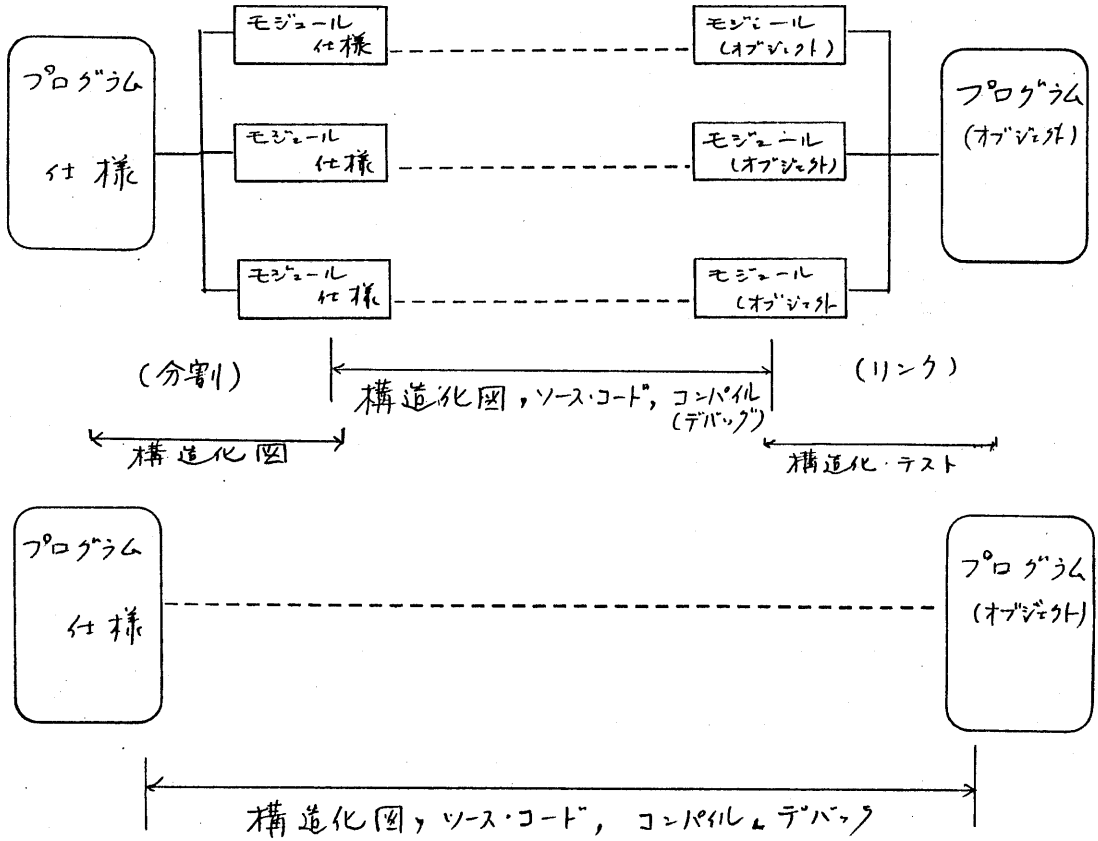 プログラム
仕様
モジュール
仕様
モジュール
仕様
モジュール
仕様
モジュール
(オブジェクト)
モジュール
(オブジェクト)
モジュール
(オブジェクト
プログラム
(オブジェクト)
(分割)
構造化図,ソース・コード,コンパイル
(デバッグ)
(リンク)
構造化図
構造化・テスト
プログラム
仕様
プログラム
(オブジェクト)
構造化図,ソース・コード,コンパイル&デバッグ